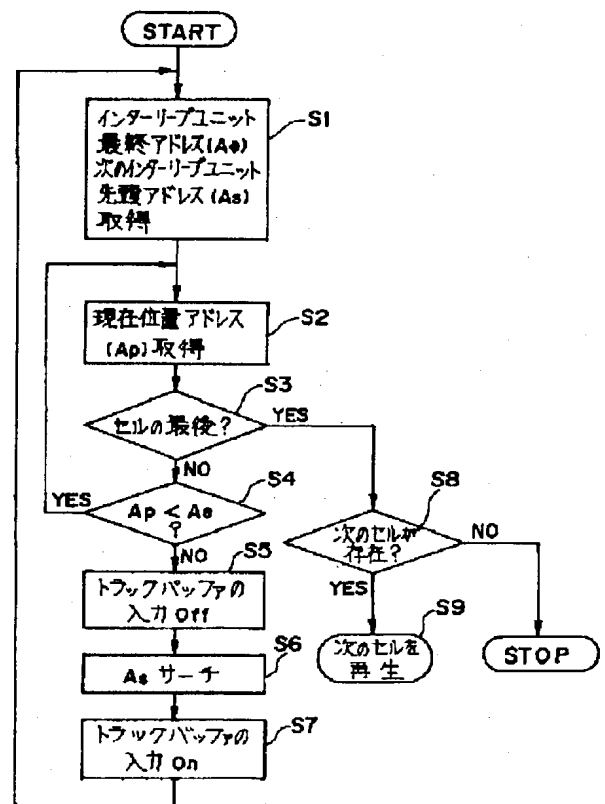 START
インターリーブユニット
最終アドレス(Ae)
次のインターリーブユニット
先頭アドレス(As)
取得
S1
現在位置アドレス
(Ap)取得
S2
セルの最後?
S3
YES
NO
Ap < Ae
?
S4
YES
NO
トラックバッファの
入力 Off
S5
As サーチ
S6
トラックバッファの
入力 On
S7
次のセルが
存在?
S8
NO
YES
次のセルを
再生
S9
STOP